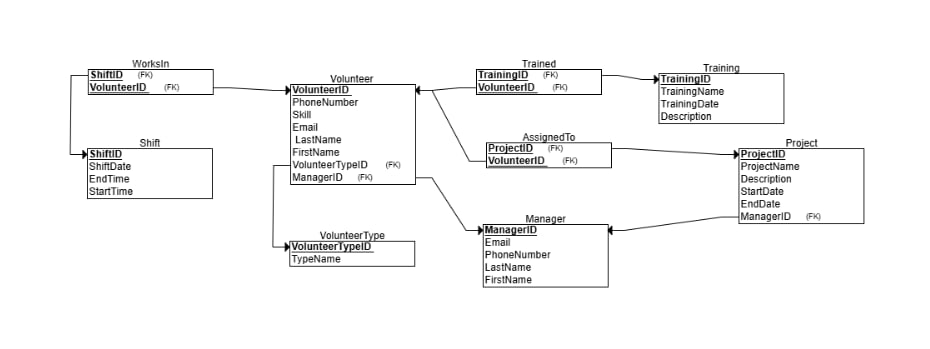 WorksIn
ShiftID (FK)
VolunteerID (FK)
Volunteer
VolunteerID
PhoneNumber
Skill
Email
LastName
FirstName
VolunteerTypeID (FK)
ManagerID (FK)
Trained
TrainingID (FK)
VolunteerID (FK)
Training
TrainingID
TrainingName
TrainingDate
Description
Shift
ShiftID
ShiftDate
EndTime
StartTime
AssignedTo
ProjectID (FK)
VolunteerID (FK)
Project
ProjectID
ProjectName
Description
StartDate
EndDate
ManagerID (FK)
VolunteerType
VolunteerTypeID
TypeName
Manager
ManagerID
Email
PhoneNumber
LastName
FirstName